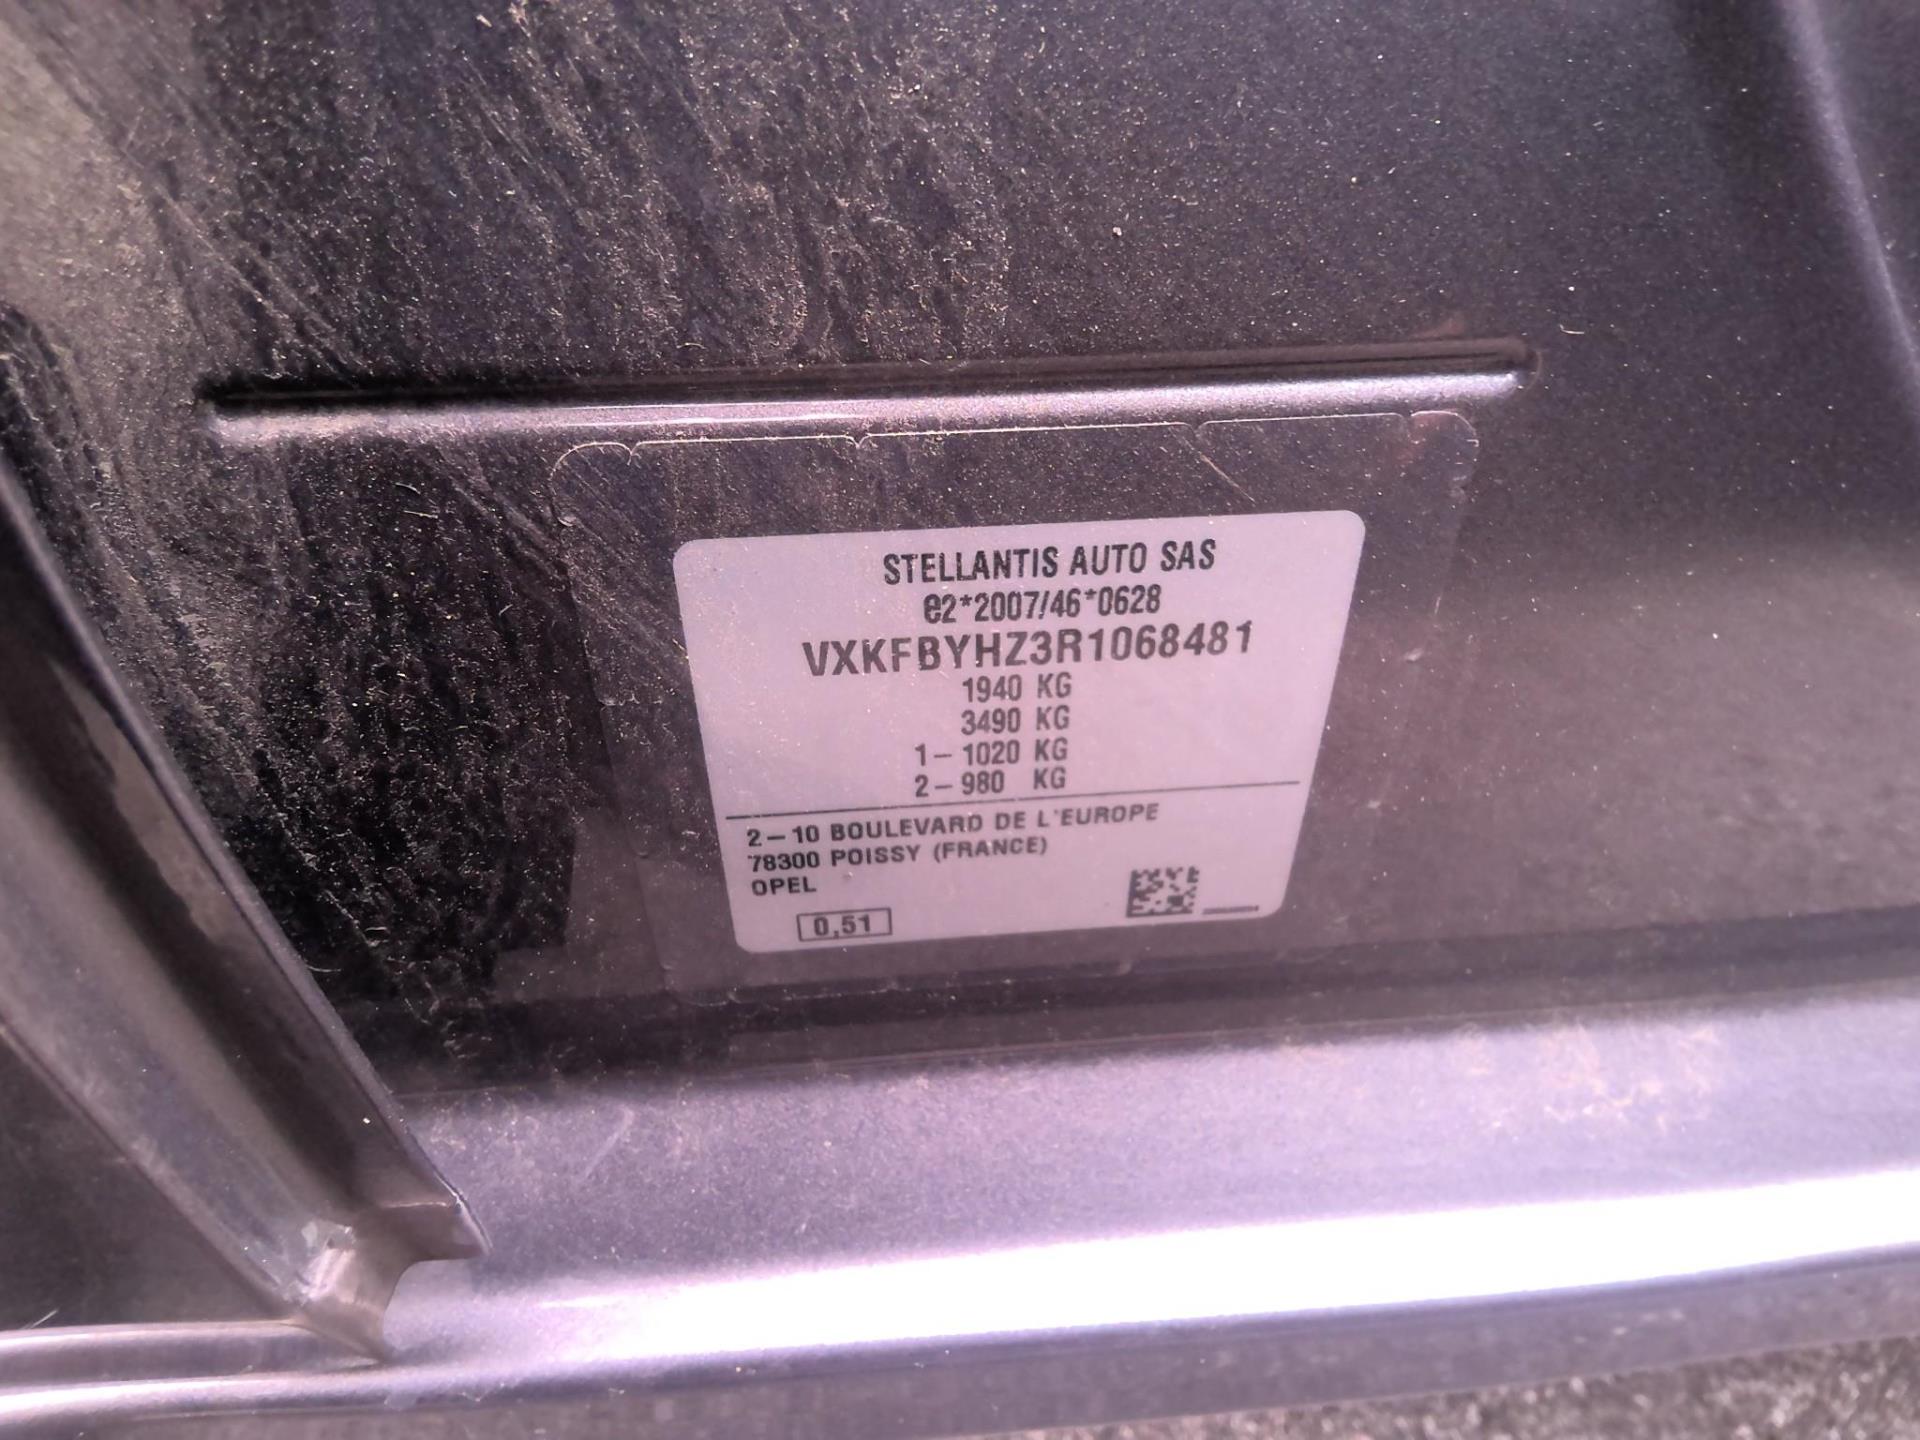 STELLANTIS AUTO SAS
e2*2007/46*0628
VXKFBYHZ3R1068481
1940 KG
3490 KG
1- 1020 KG
2- 980 KG
2-10 BOULEVARD DE L'EUROPE
78300 POISSY (FRANCE)
OPEL
0,51